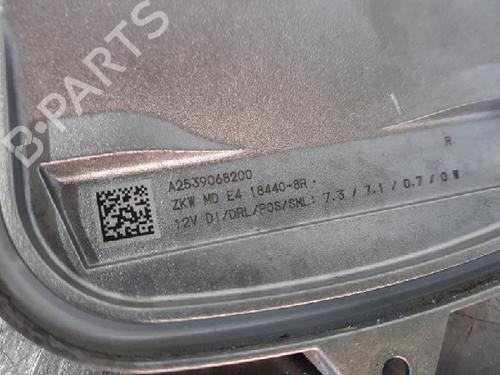 B-PARTS
A2539068200
R
ZKW MD E4 18440-8R
12V DI/DRL/POS/SML: 7.3 / 7.1 / 0.7 / 0 W